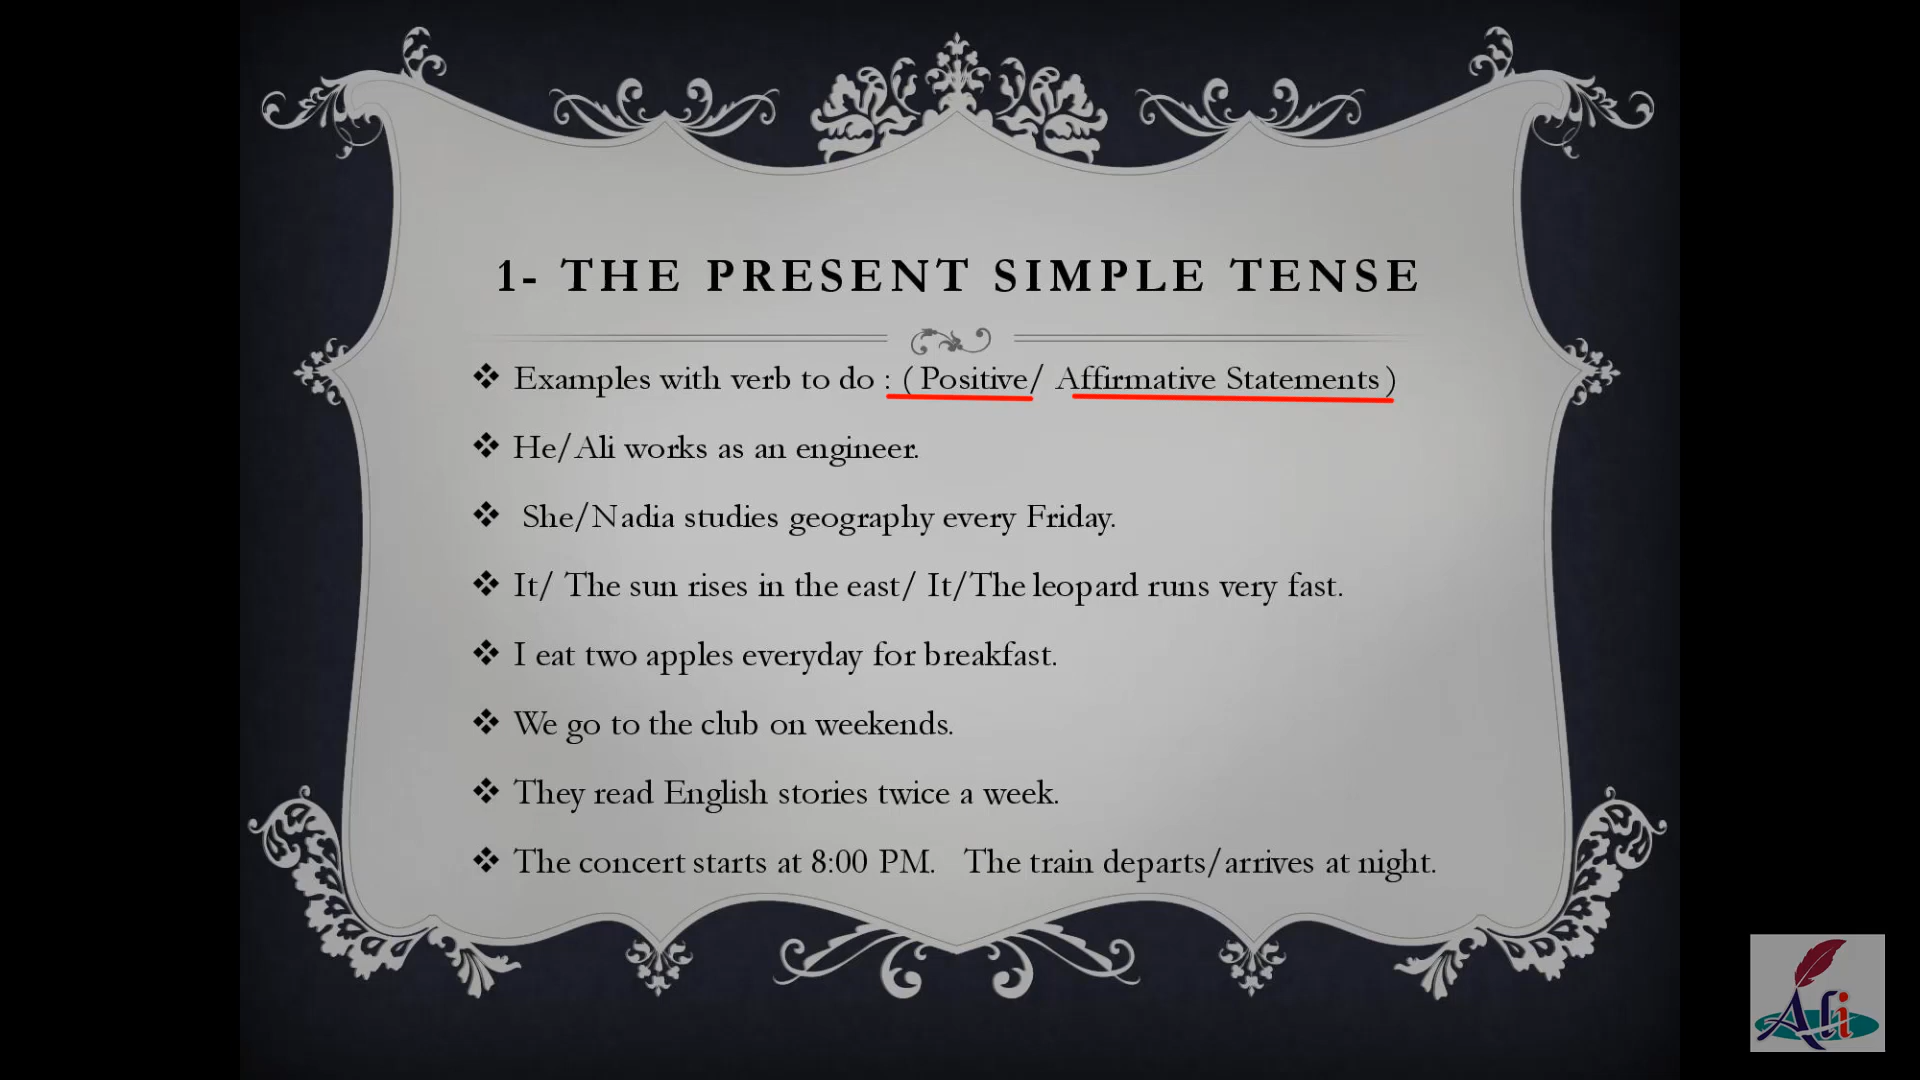 1- THE PRESENT SIMPLE TENSE
Examples with verb to do : ( Positive/ Affirmative Statements )
He/Ali works as an engineer.
She/Nadia studies geography every Friday.
It/ The sun rises in the east/ It/The leopard runs very fast.
I eat two apples everyday for breakfast.
We go to the club on weekends.
They read English stories twice a week.
The concert starts at 8:00 PM. The train departs/arrives at night.
Ali